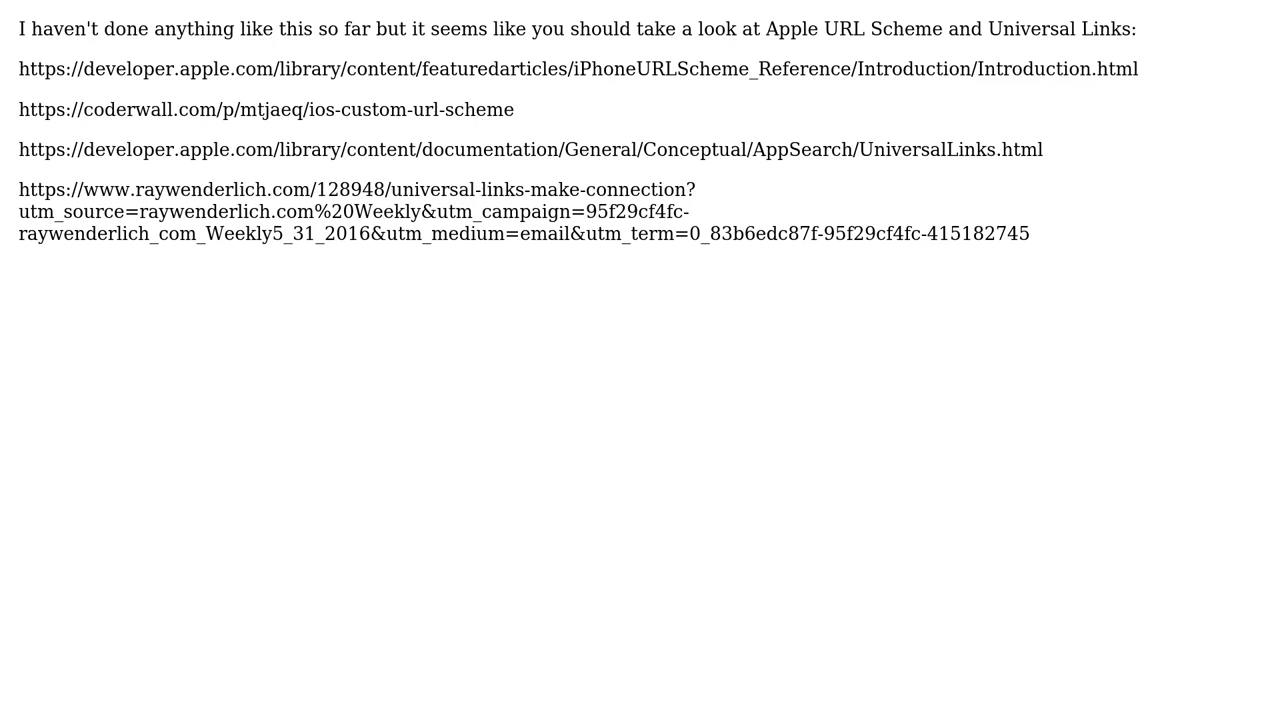 I haven't done anything like this so far but it seems like you should take a look at Apple URL Scheme and Universal Links:
https://developer.apple.com/library/content/featuredarticles/iPhoneURLScheme_Reference/Introduction/Introduction.html
https://coderwall.com/p/mtjaeq/ios-custom-url-scheme
https://developer.apple.com/library/content/documentation/General/Conceptual/AppSearch/UniversalLinks.html
https://www.raywenderlich.com/128948/universal-links-make-connection?
utm_source=raywenderlich.com%20Weekly&utm_campaign=95f29cf4fc-
raywenderlich_com_Weekly5_31_2016&utm_medium=email&utm_term=0_83b6edc87f-95f29cf4fc-415182745